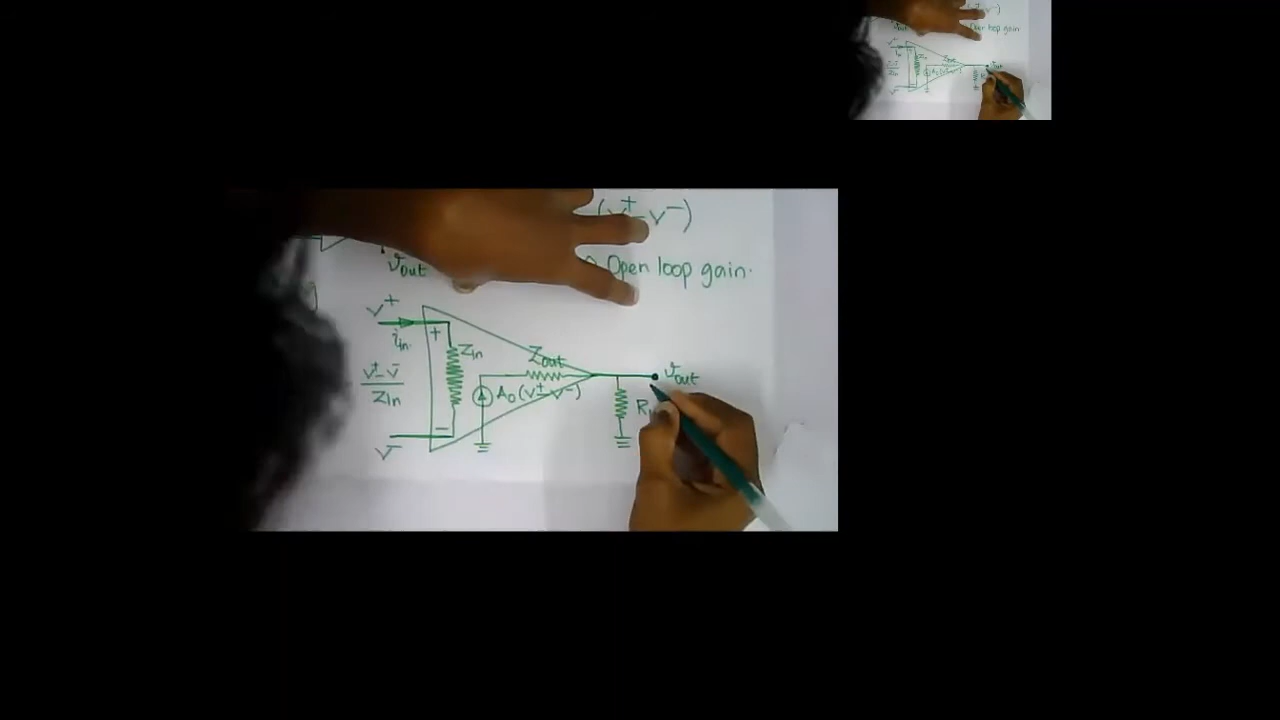 (v⁺-v⁻)
Open loop gain.
Vout
V⁺
+
iin.
Zin
Zout
V⁺-V⁻
Zin
A₀(v⁺-v⁻)
Vout
-
V⁻